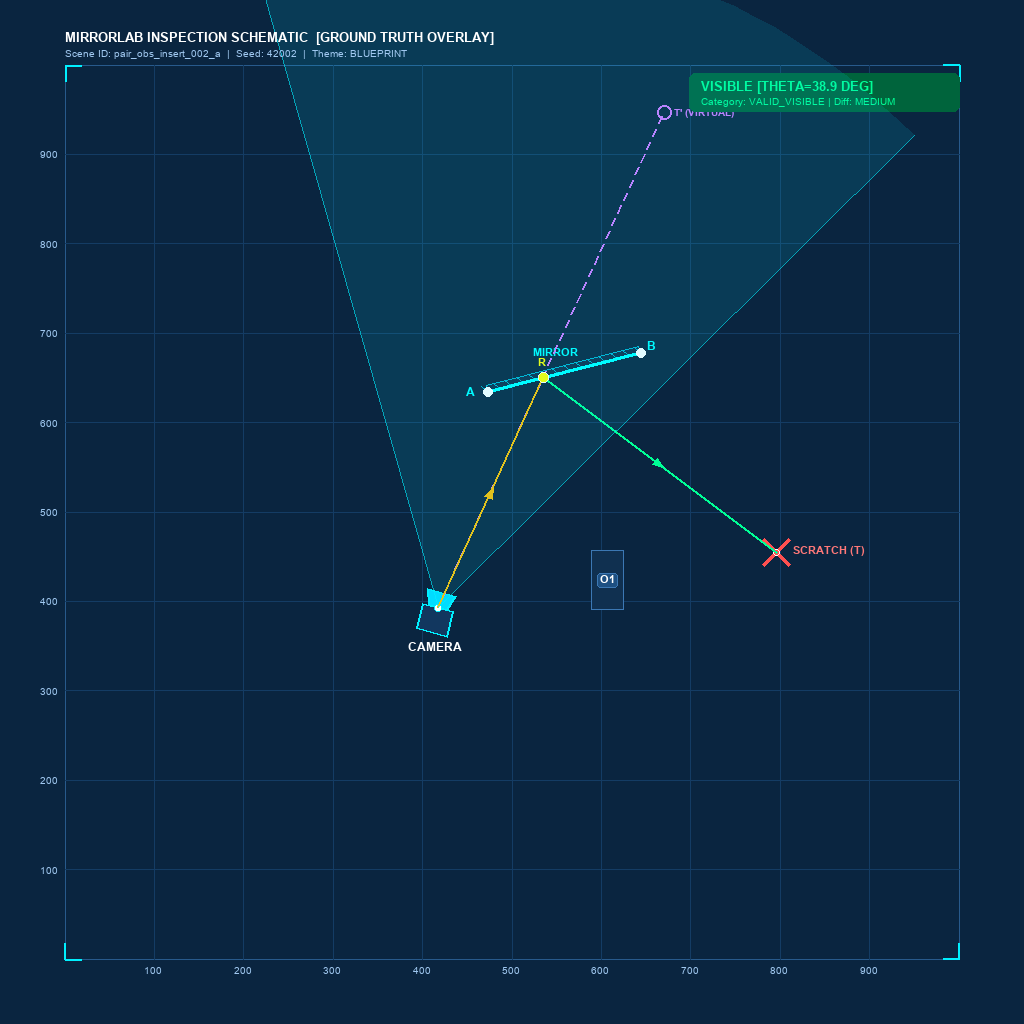 MIRRORLAB INSPECTION SCHEMATIC  [GROUND TRUTH OVERLAY]
Scene ID: pair_obs_insert_002_a  |  Seed: 42002  |  Theme: BLUEPRINT
VISIBLE [THETA=38.9 DEG]
Category: VALID_VISIBLE | Diff: MEDIUM
T' (VIRTUAL)
900
800
700
B
MIRROR
R
A
600
500
SCRATCH (T)
O1
400
CAMERA
300
200
100
100 200 300 400 500 600 700 800 900